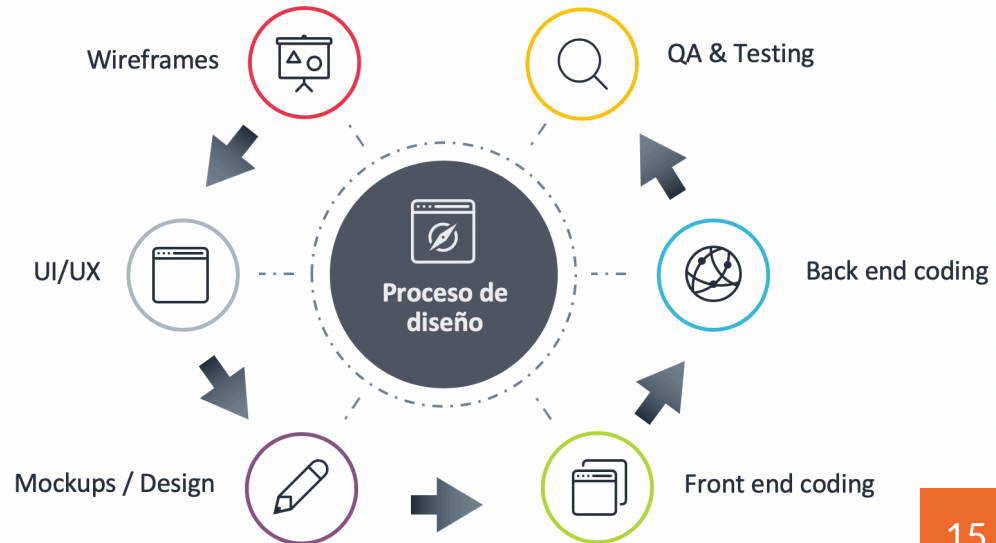 Wireframes
QA & Testing
UI/UX
Proceso de
diseño
Back end coding
Mockups / Design
Front end coding
15